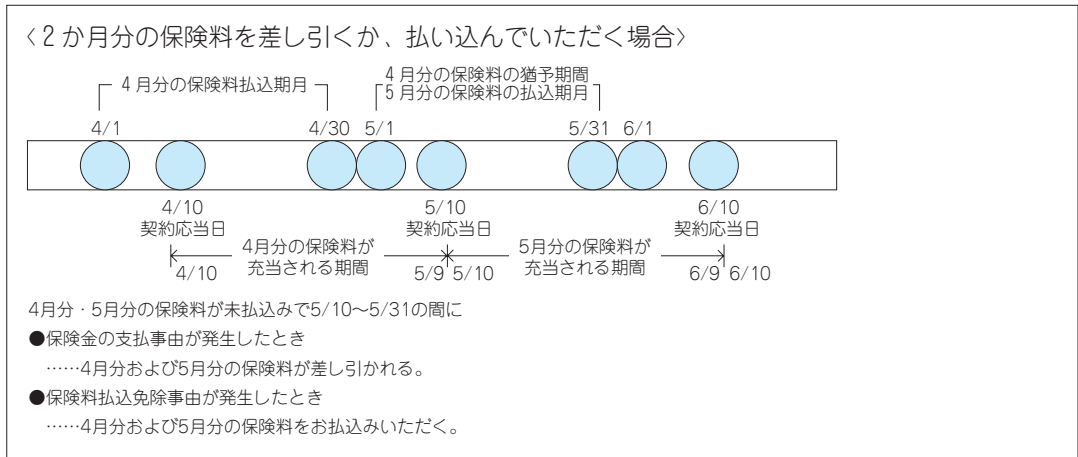 〈2か月分の保険料を差し引くか、払い込んでいただく場合〉
4月分の保険料払込期月
4月分の保険料の猶予期間
5月分の保険料の払込期月
4/1 4/30 5/1 5/31 6/1
4/10 5/10 6/10
契約応当日 契約応当日 契約応当日
4月分の保険料が 5月分の保険料が
充当される期間 充当される期間
4/10 5/9 5/10 6/9 6/10
4月分・5月分の保険料が未払込みで5/10〜5/31の間に
●保険金の支払事由が発生したとき
……4月分および5月分の保険料が差し引かれる。
●保険料払込免除事由が発生したとき
……4月分および5月分の保険料をお払込みいただく。